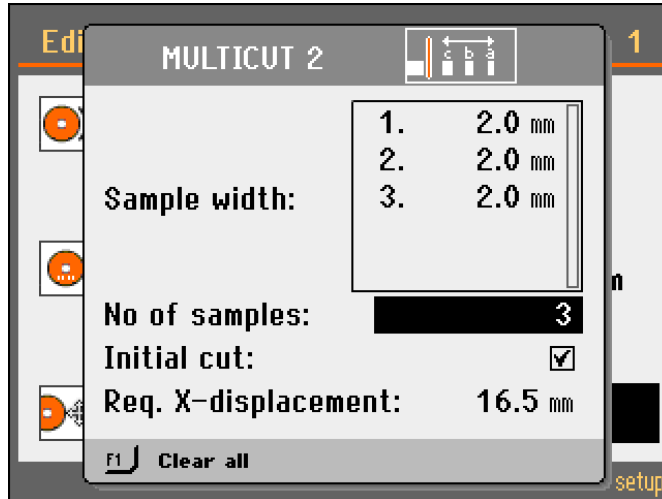 Edi
1
MULTICUT 2
c b a
1. 2.0 mm
2. 2.0 mm
3. 2.0 mm
Sample width:
No of samples: 3
Initial cut:
Req. X-displacement: 16.5 mm
F1 Clear all
setup